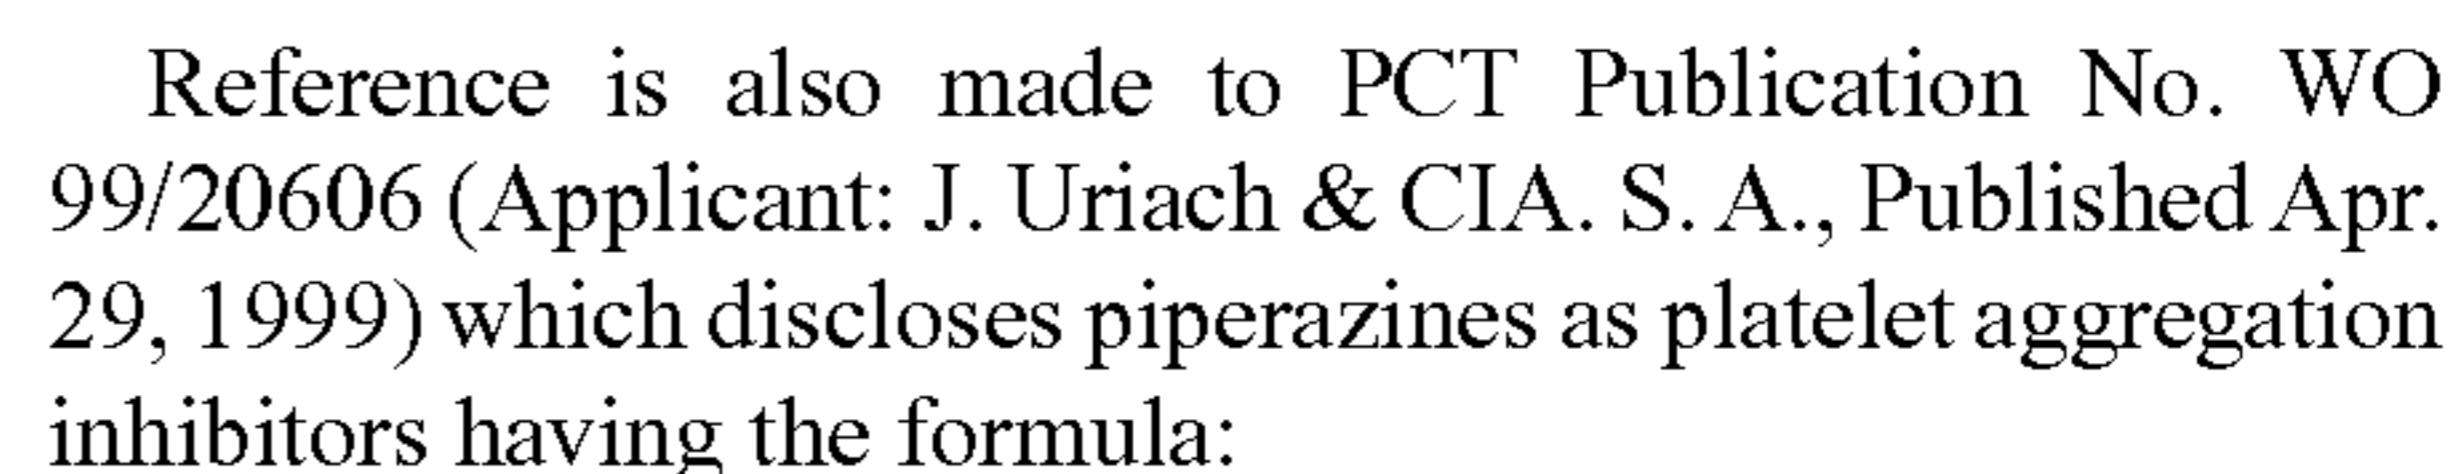 Reference is also made to PCT Publication No. WO
99/20606 (Applicant: J. Uriach & CIA. S. A., Published Apr.
29, 1999) which discloses piperazines as platelet aggregation
inhibitors having the formula: